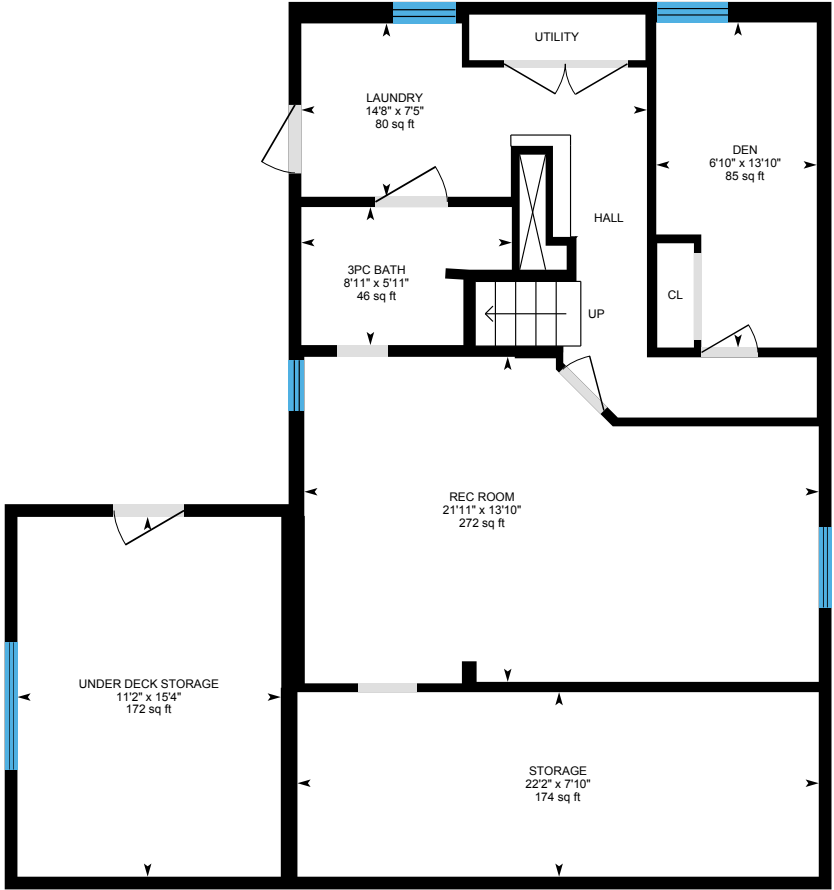 UTILITY
LAUNDRY
14'8" x 7'5"
80 sq ft
DEN
6'10" x 13'10"
85 sq ft
HALL
3PC BATH
8'11" x 5'11"
46 sq ft
CL
UP
REC ROOM
21'11" x 13'10"
272 sq ft
UNDER DECK STORAGE
11'2" x 15'4"
172 sq ft
STORAGE
22'2" x 7'10"
174 sq ft